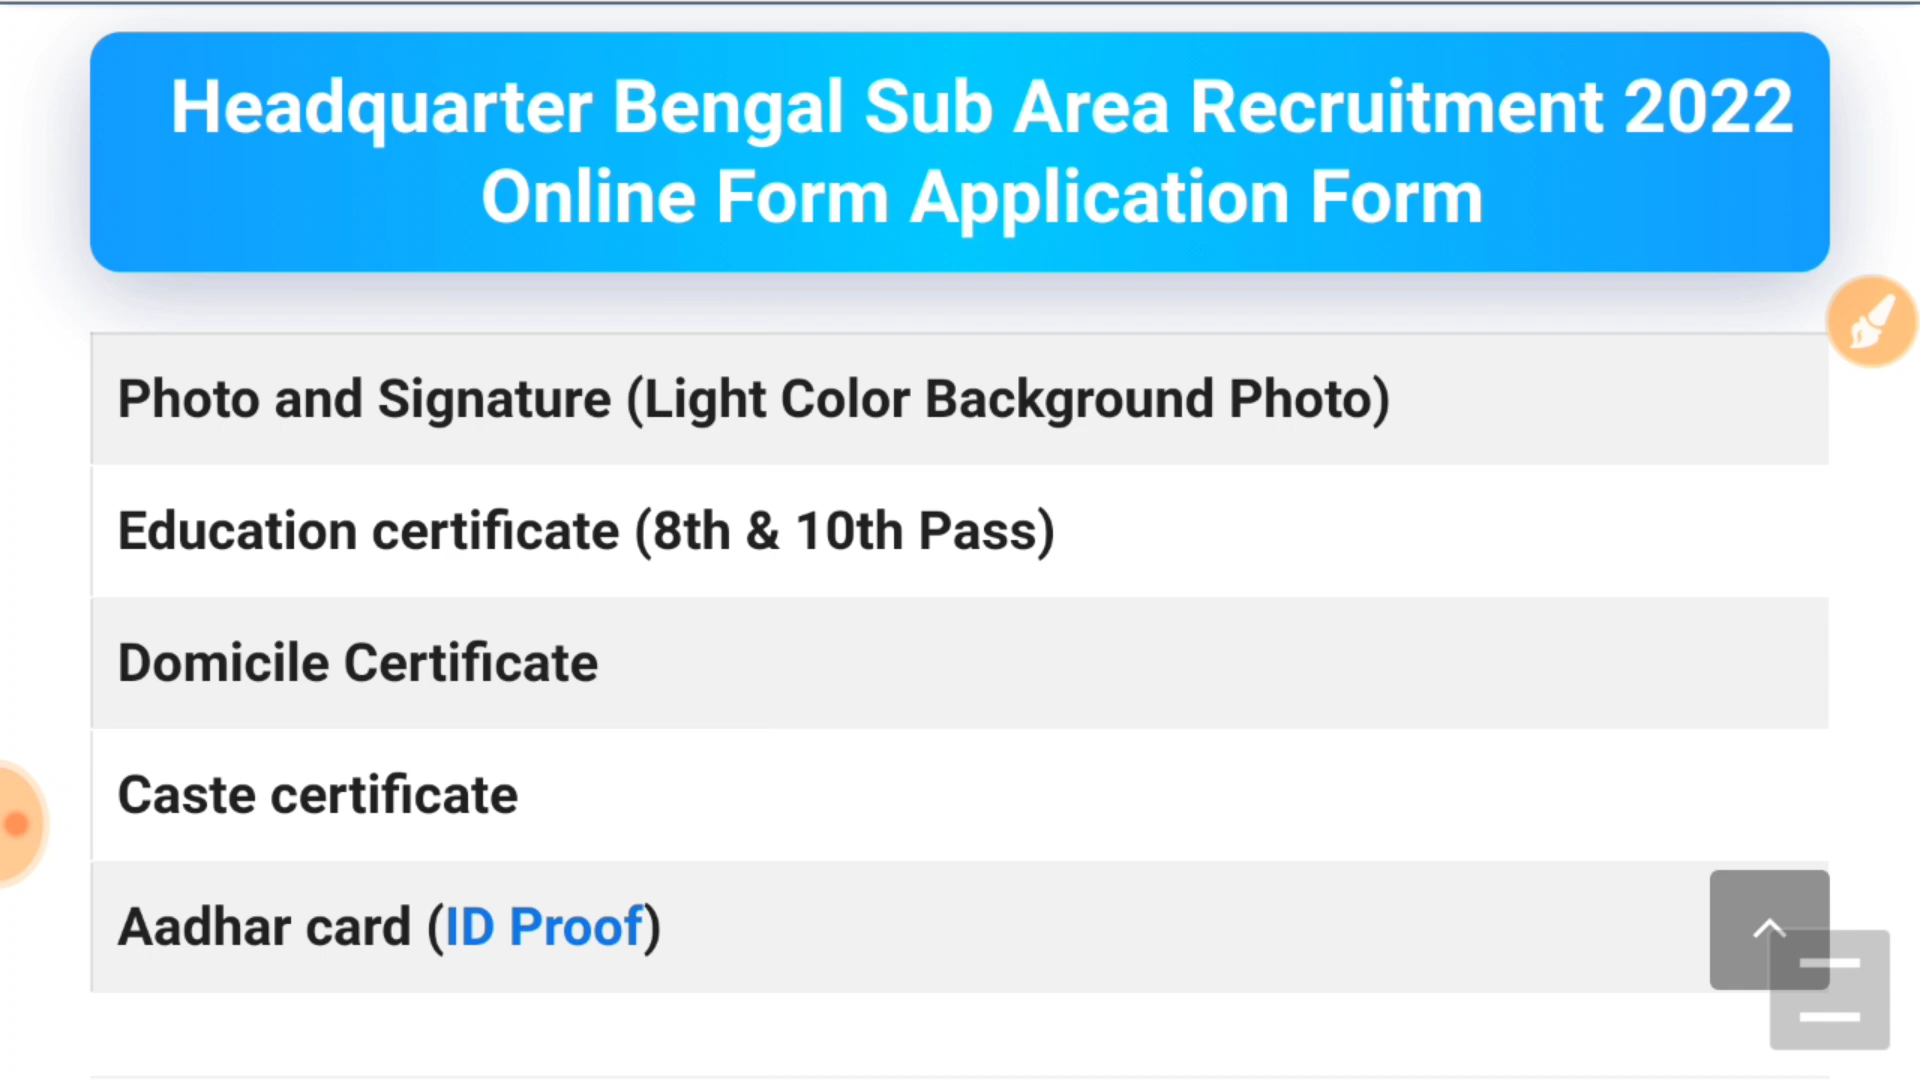 Headquarter Bengal Sub Area Recruitment 2022
Online Form Application Form
Photo and Signature (Light Color Background Photo)
Education certificate (8th & 10th Pass)
Domicile Certificate
Caste certificate
Aadhar card (ID Proof)